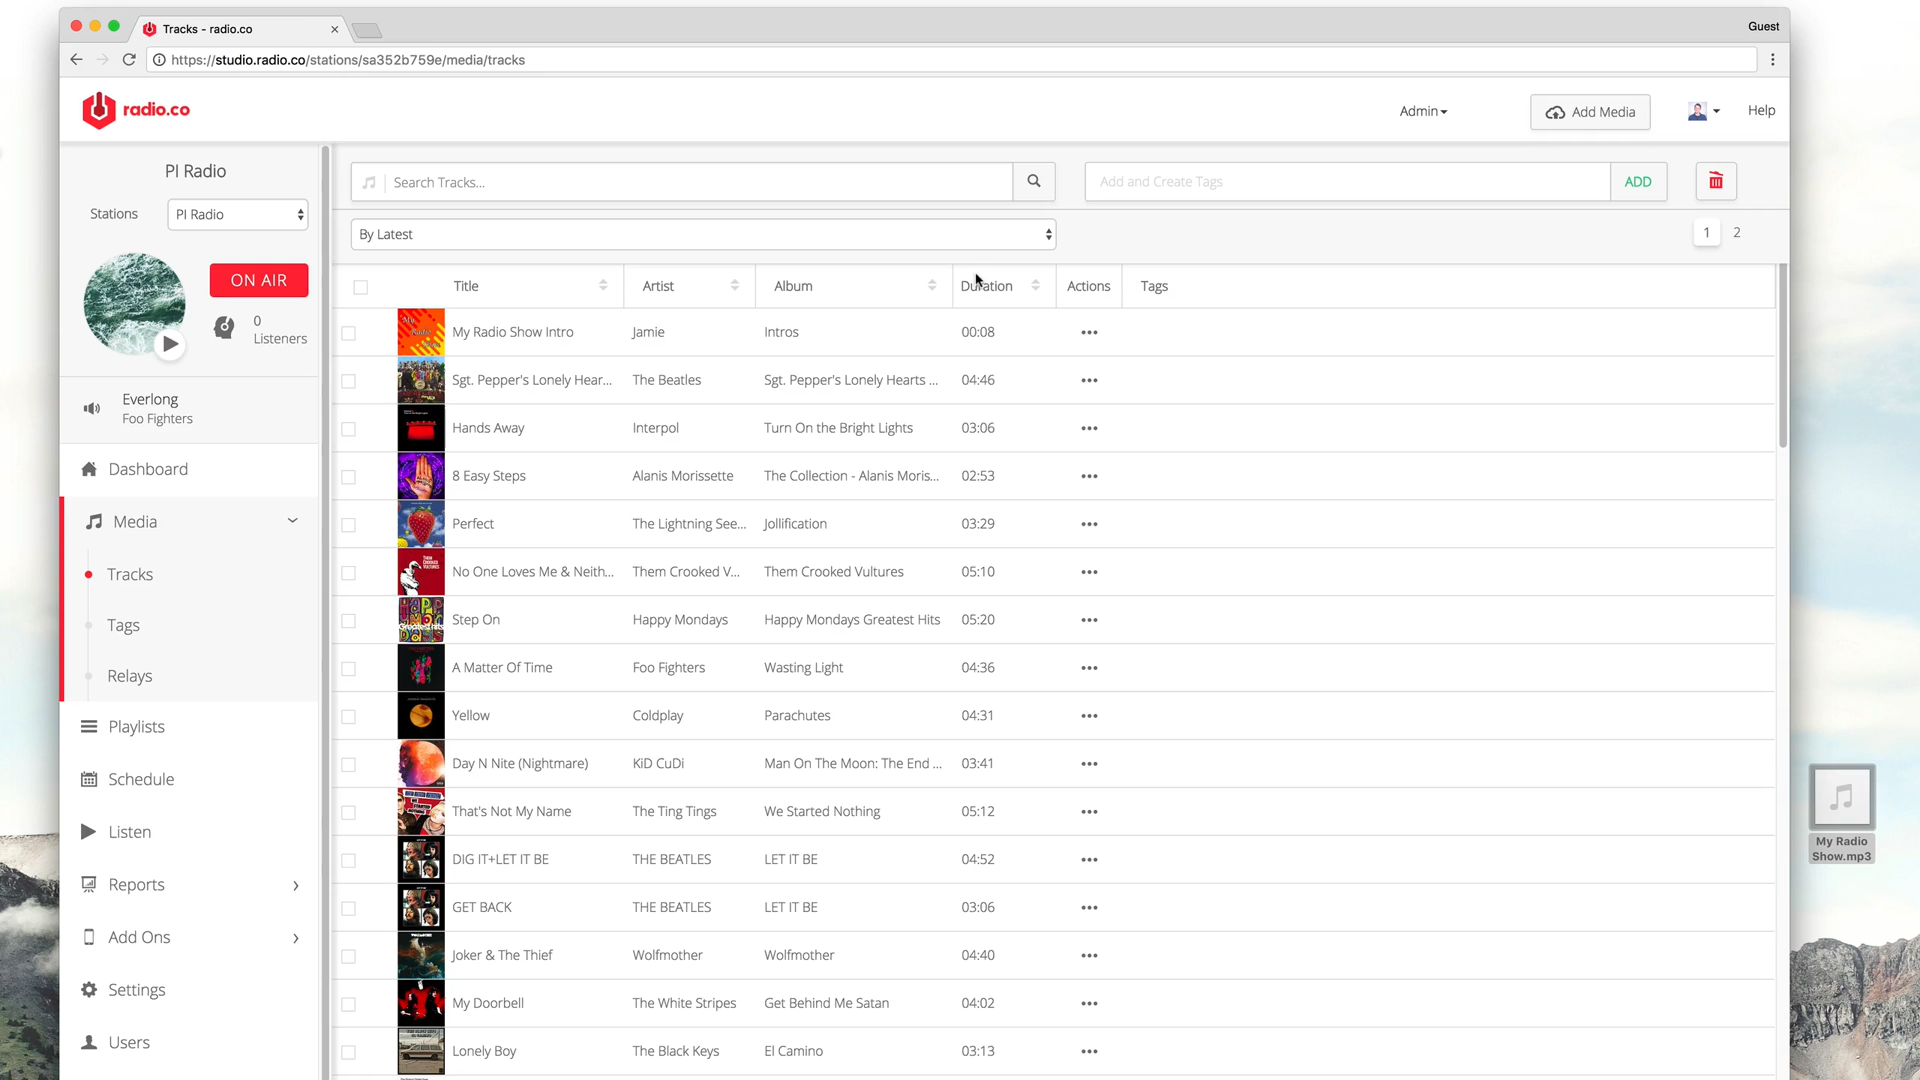 Tracks - radio.co
Guest
https://studio.radio.co/stations/sa352b759e/media/tracks
radio.co
Admin
Add Media
Help
PI Radio
Stations
PI Radio
ON AIR
0
Listeners
Everlong
Foo Fighters
Dashboard
Media
Tracks
Tags
Relays
Playlists
Schedule
Listen
Reports
Add Ons
Settings
Users
Search Tracks...
Add and Create Tags
ADD
By Latest
1 2
Title Artist Album Duration Actions Tags
My Radio Show Intro Jamie Intros 00:08
Sgt. Pepper's Lonely Hear... The Beatles Sgt. Pepper's Lonely Hearts ... 04:46
Hands Away Interpol Turn On the Bright Lights 03:06
8 Easy Steps Alanis Morissette The Collection - Alanis Moris... 02:53
Perfect The Lightning See... Jollification 03:29
No One Loves Me & Neith... Them Crooked V... Them Crooked Vultures 05:10
Step On Happy Mondays Happy Mondays Greatest Hits 05:20
A Matter Of Time Foo Fighters Wasting Light 04:36
Yellow Coldplay Parachutes 04:31
Day N Nite (Nightmare) KiD CuDi Man On The Moon: The End ... 03:41
That's Not My Name The Ting Tings We Started Nothing 05:12
DIG IT+LET IT BE THE BEATLES LET IT BE 04:52
GET BACK THE BEATLES LET IT BE 03:06
Joker & The Thief Wolfmother Wolfmother 04:40
My Doorbell The White Stripes Get Behind Me Satan 04:02
Lonely Boy The Black Keys El Camino 03:13
My Radio
Show.mp3